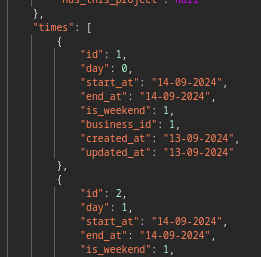 has_this_project": null
},
"times": [
{
"id": 1,
"day": 0,
"start_at": "14-09-2024",
"end_at": "14-09-2024",
"is_weekend": 1,
"business_id": 1,
"created_at": "13-09-2024",
"updated_at": "13-09-2024"
},
{
"id": 2,
"day": 1,
"start_at": "14-09-2024",
"end_at": "14-09-2024",
"is_weekend": 1,